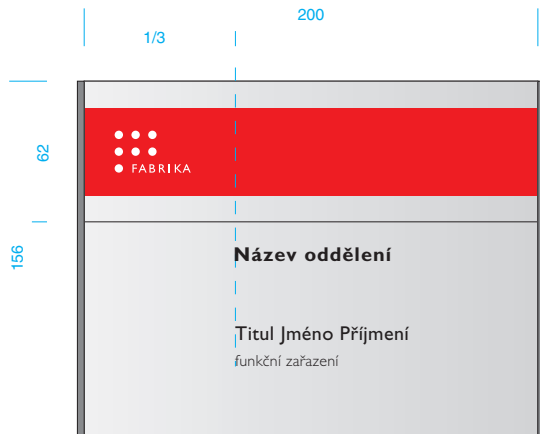 200
1/3
62
FABRIKA
156
Název oddělení
Titul Jméno Příjmení
funkční zařazení